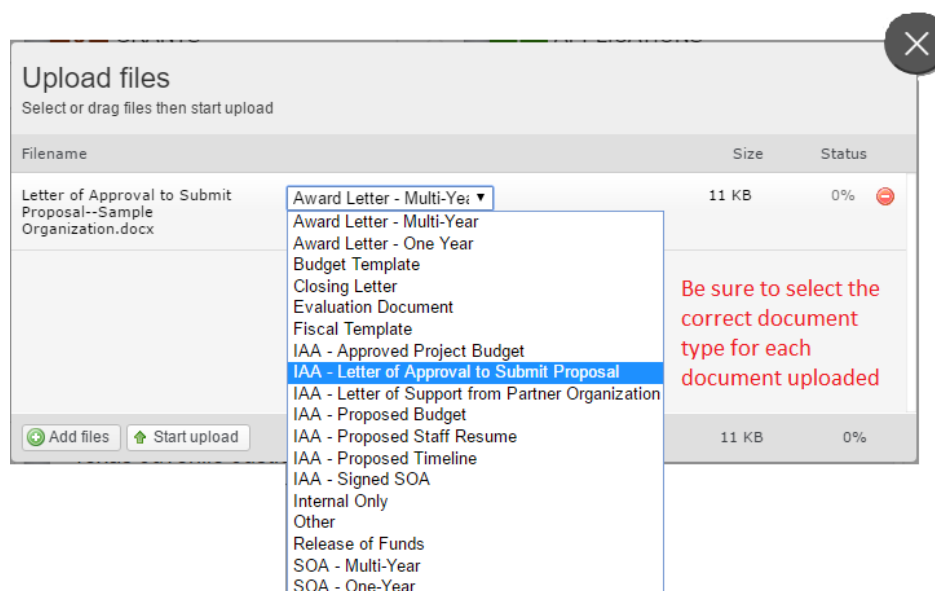 Upload files
Select or drag files then start upload
Filename
Size
Status
Letter of Approval to Submit
Proposal--Sample
Organization.docx
Award Letter - Multi-Yea
11 KB
0%
Award Letter - Multi-Year
Award Letter - One Year
Budget Template
Closing Letter
Evaluation Document
Fiscal Template
IAA - Approved Project Budget
IAA - Letter of Approval to Submit Proposal
IAA - Letter of Support from Partner Organization
IAA - Proposed Budget
IAA - Proposed Staff Resume
IAA - Proposed Timeline
IAA - Signed SOA
Internal Only
Other
Release of Funds
SOA - Multi-Year
SOA - One-Year
Be sure to select the
correct document
type for each
document uploaded
Add files
Start upload
11 KB
0%